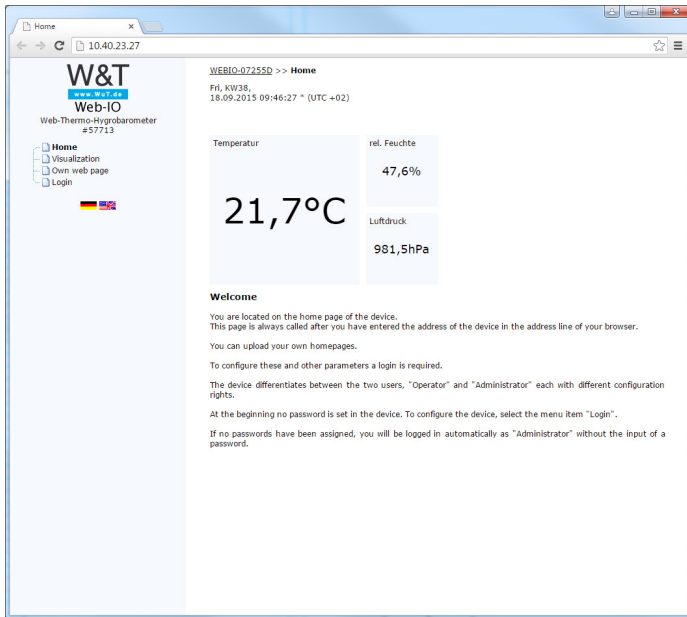 Home
10.40.23.27
W&T
www.WuT.de
Web-IO
Web-Thermo-Hygrobarometer
#57713
Home
Visualization
Own web page
Login
WEBIO-07255D >> Home
Fri, KW38,
18.09.2015 09:46:27 * (UTC +02)
Temperatur
21,7°C
rel. Feuchte
47,6%
Luftdruck
981,5hPa
Welcome
You are located on the home page of the device.
This page is always called after you have entered the address of the device in the address line of your browser.
You can upload your own homepages.
To configure these and other parameters a login is required.
The device differentiates between the two users, "Operator" and "Administrator" each with different configuration
rights.
At the beginning no password is set in the device. To configure the device, select the menu item "Login".
If no passwords have been assigned, you will be logged in automatically as "Administrator" without the input of a
password.